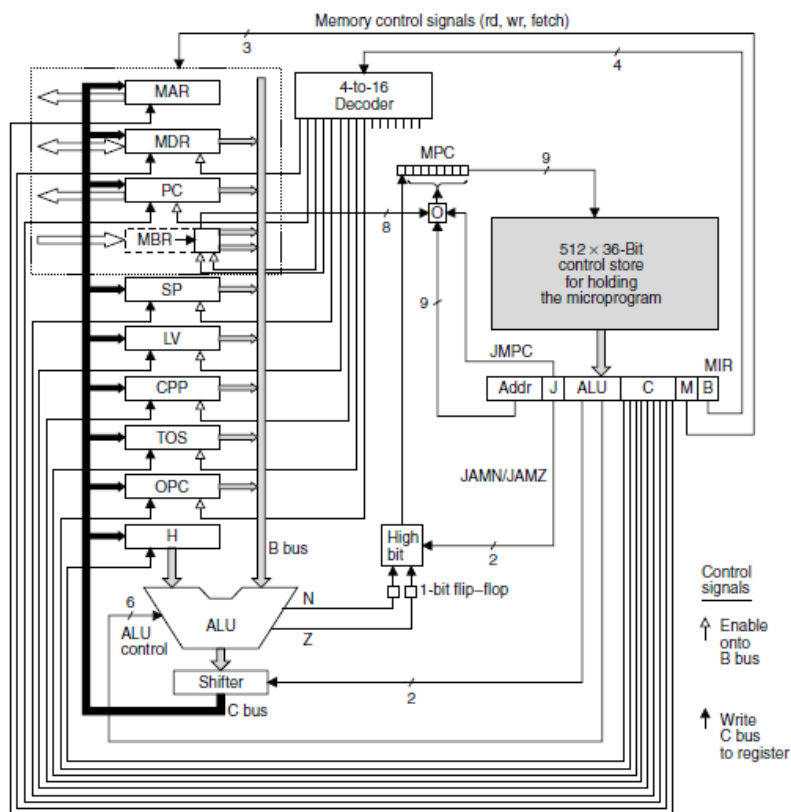 Memory control signals (rd, wr, fetch)
3
4
MAR
MDR
PC
MBR
SP
LV
CPP
TOS
OPC
H
4-to-16
Decoder
MPC
9
8
O
512 × 36-Bit
control store
for holding
the microprogram
9
JMPC
MIR
Addr
J
ALU
C
M
B
JAMN/JAMZ
High
bit
2
B bus
N
1-bit flip–flop
6
ALU
Z
ALU
control
Shifter
2
C bus
Control
signals
Enable
onto
B bus
Write
C bus
to register